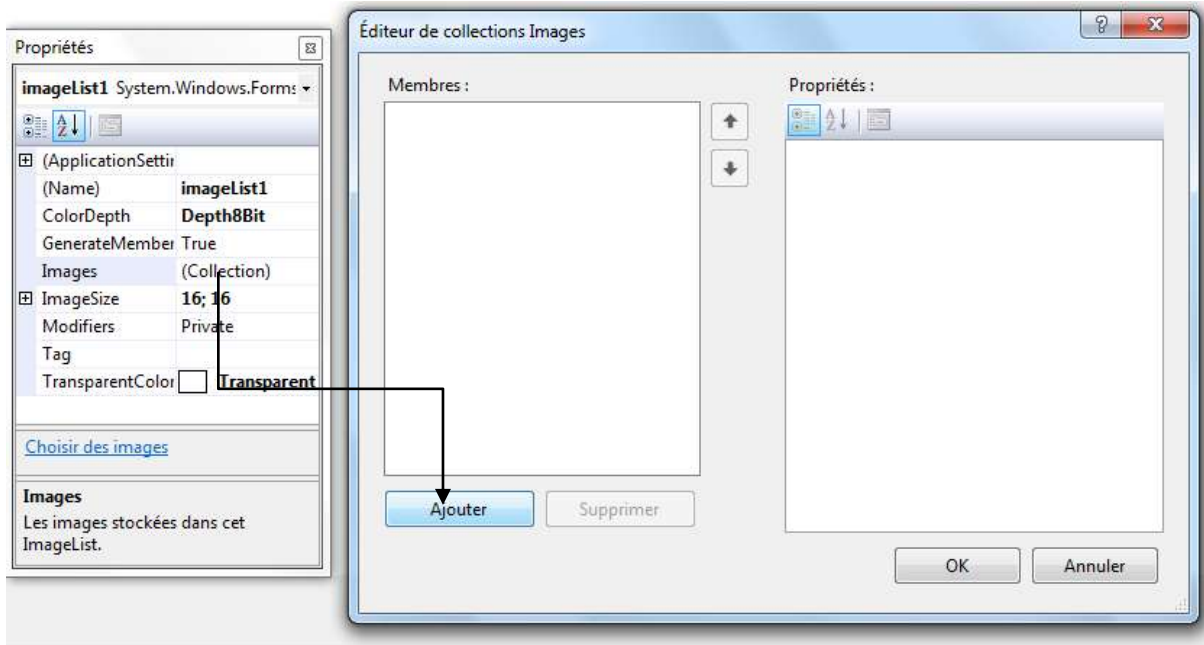 Propriétés
imageList1 System.Windows.Forms
(ApplicationSettin
(Name) imageList1
ColorDepth Depth8Bit
GenerateMember True
Images (Collection)
ImageSize 16; 16
Modifiers Private
Tag
TransparentColor Transparent
Choisir des images
Images
Les images stockées dans cet
ImageList.
Éditeur de collections Images
Membres :
Propriétés :
Ajouter Supprimer
OK Annuler